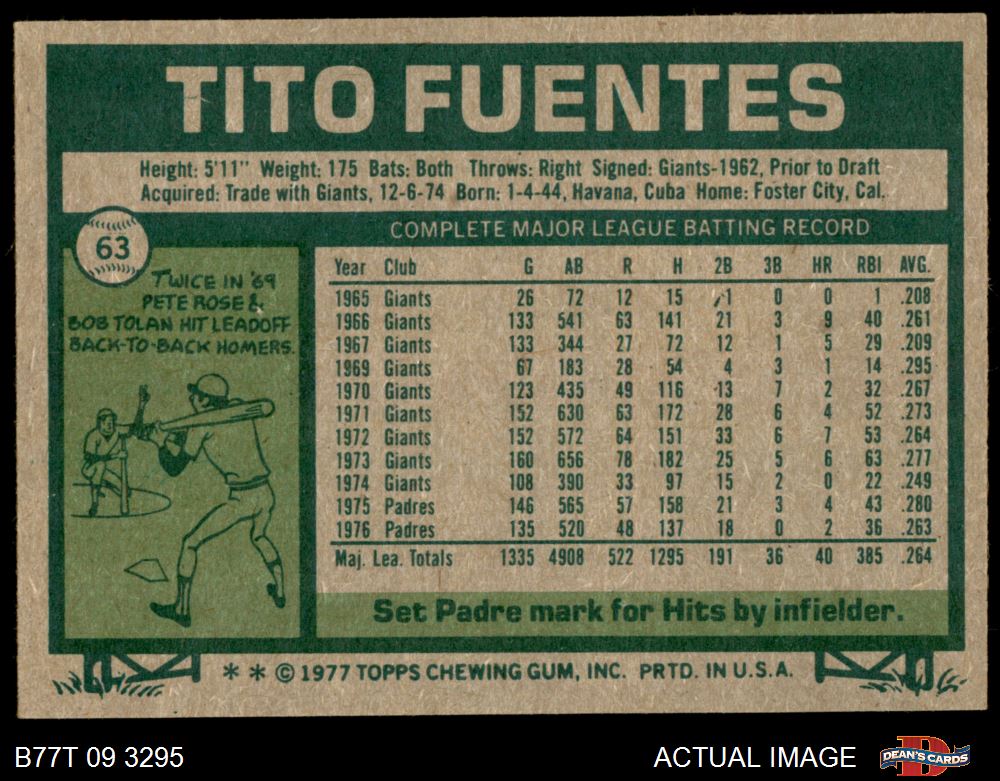 TITO FUENTES
Height: 5'11" Weight: 175 Bats: Both Throws: Right Signed: Giants-1962, Prior to Draft
Acquired: Trade with Giants, 12-6-74 Born: 1-4-44, Havana, Cuba Home: Foster City, Cal.
63
TWICE IN '69
PETE ROSE &
BOB TOLAN HIT LEADOFF
BACK-TO-BACK HOMERS.
COMPLETE MAJOR LEAGUE BATTING RECORD
Year Club G AB R H 2B 3B HR RBI AVG.
1965 Giants 26 72 12 15 1 0 0 1 .208
1966 Giants 133 541 63 141 21 3 9 40 .261
1967 Giants 133 344 27 72 12 1 5 29 .209
1969 Giants 67 183 28 54 4 3 1 14 .295
1970 Giants 123 435 49 116 13 7 2 32 .267
1971 Giants 152 630 63 172 28 6 4 52 .273
1972 Giants 152 572 64 151 33 6 7 53 .264
1973 Giants 160 656 78 182 25 5 6 63 .277
1974 Giants 108 390 33 97 15 2 0 22 .249
1975 Padres 146 565 57 158 21 3 4 43 .280
1976 Padres 135 520 48 137 18 0 2 36 .263
Maj. Lea. Totals 1335 4908 522 1295 191 36 40 385 .264
Set Padre mark for Hits by infielder.
* * © 1977 TOPPS CHEWING GUM, INC. PRTD. IN U.S.A.
B77T 09 3295
ACTUAL IMAGE
D
DEAN'S CARDS